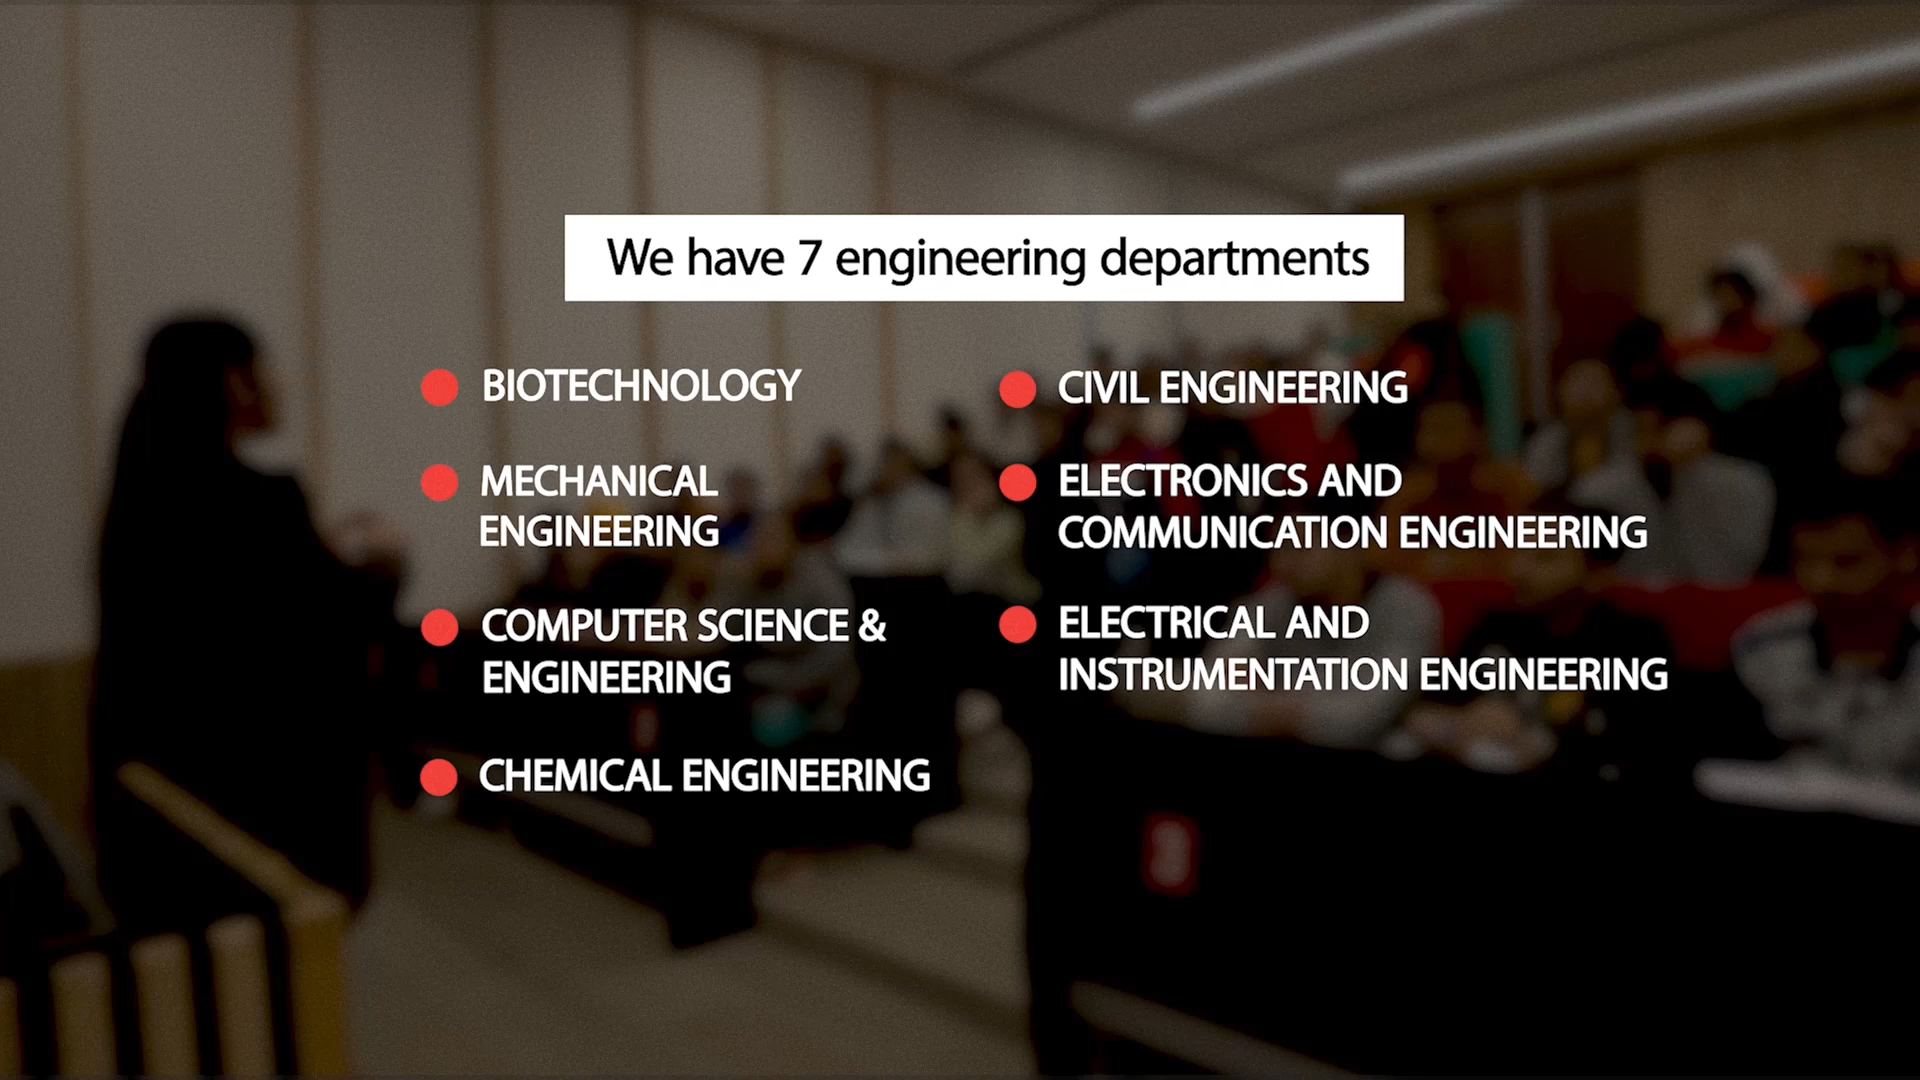 We have 7 engineering departments
BIOTECHNOLOGY
MECHANICAL
ENGINEERING
COMPUTER SCIENCE &
ENGINEERING
CHEMICAL ENGINEERING
CIVIL ENGINEERING
ELECTRONICS AND
COMMUNICATION ENGINEERING
ELECTRICAL AND
INSTRUMENTATION ENGINEERING